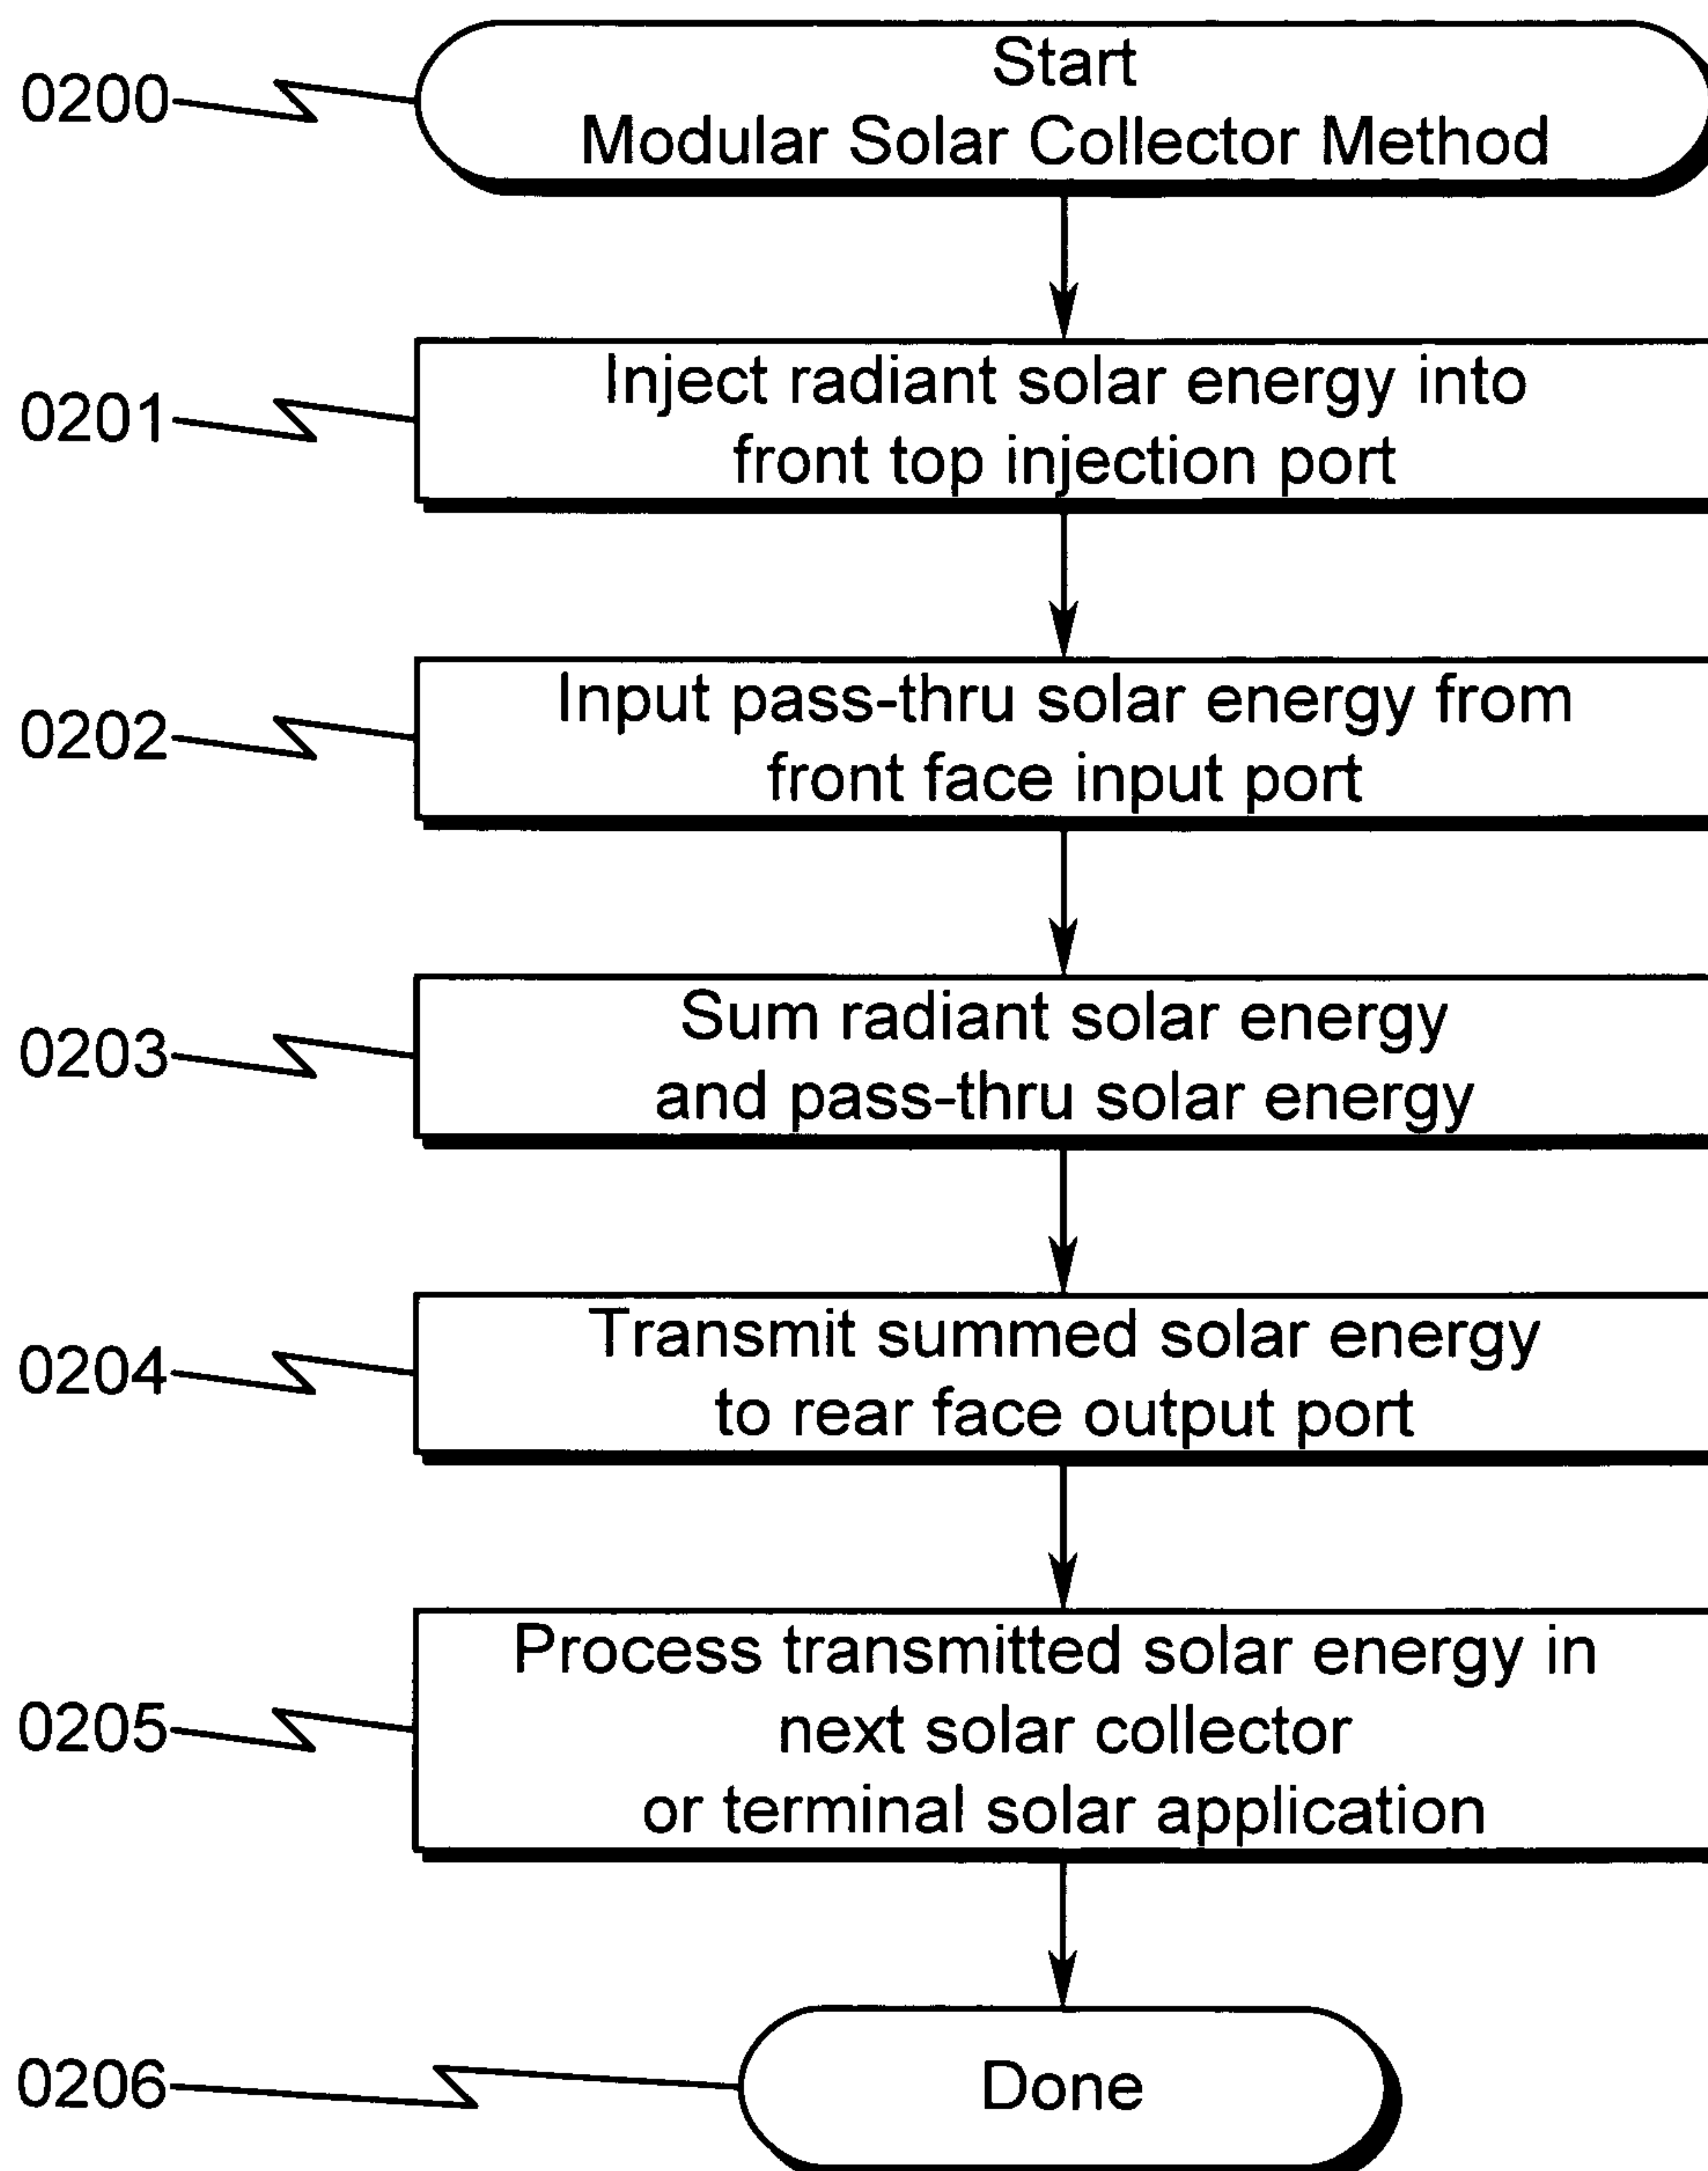 0200
Start
Modular Solar Collector Method
0201
Inject radiant solar energy into
front top injection port
0202
Input pass-thru solar energy from
front face input port
0203
Sum radiant solar energy
and pass-thru solar energy
0204
Transmit summed solar energy
to rear face output port
0205
Process transmitted solar energy in
next solar collector
or terminal solar application
0206
Done